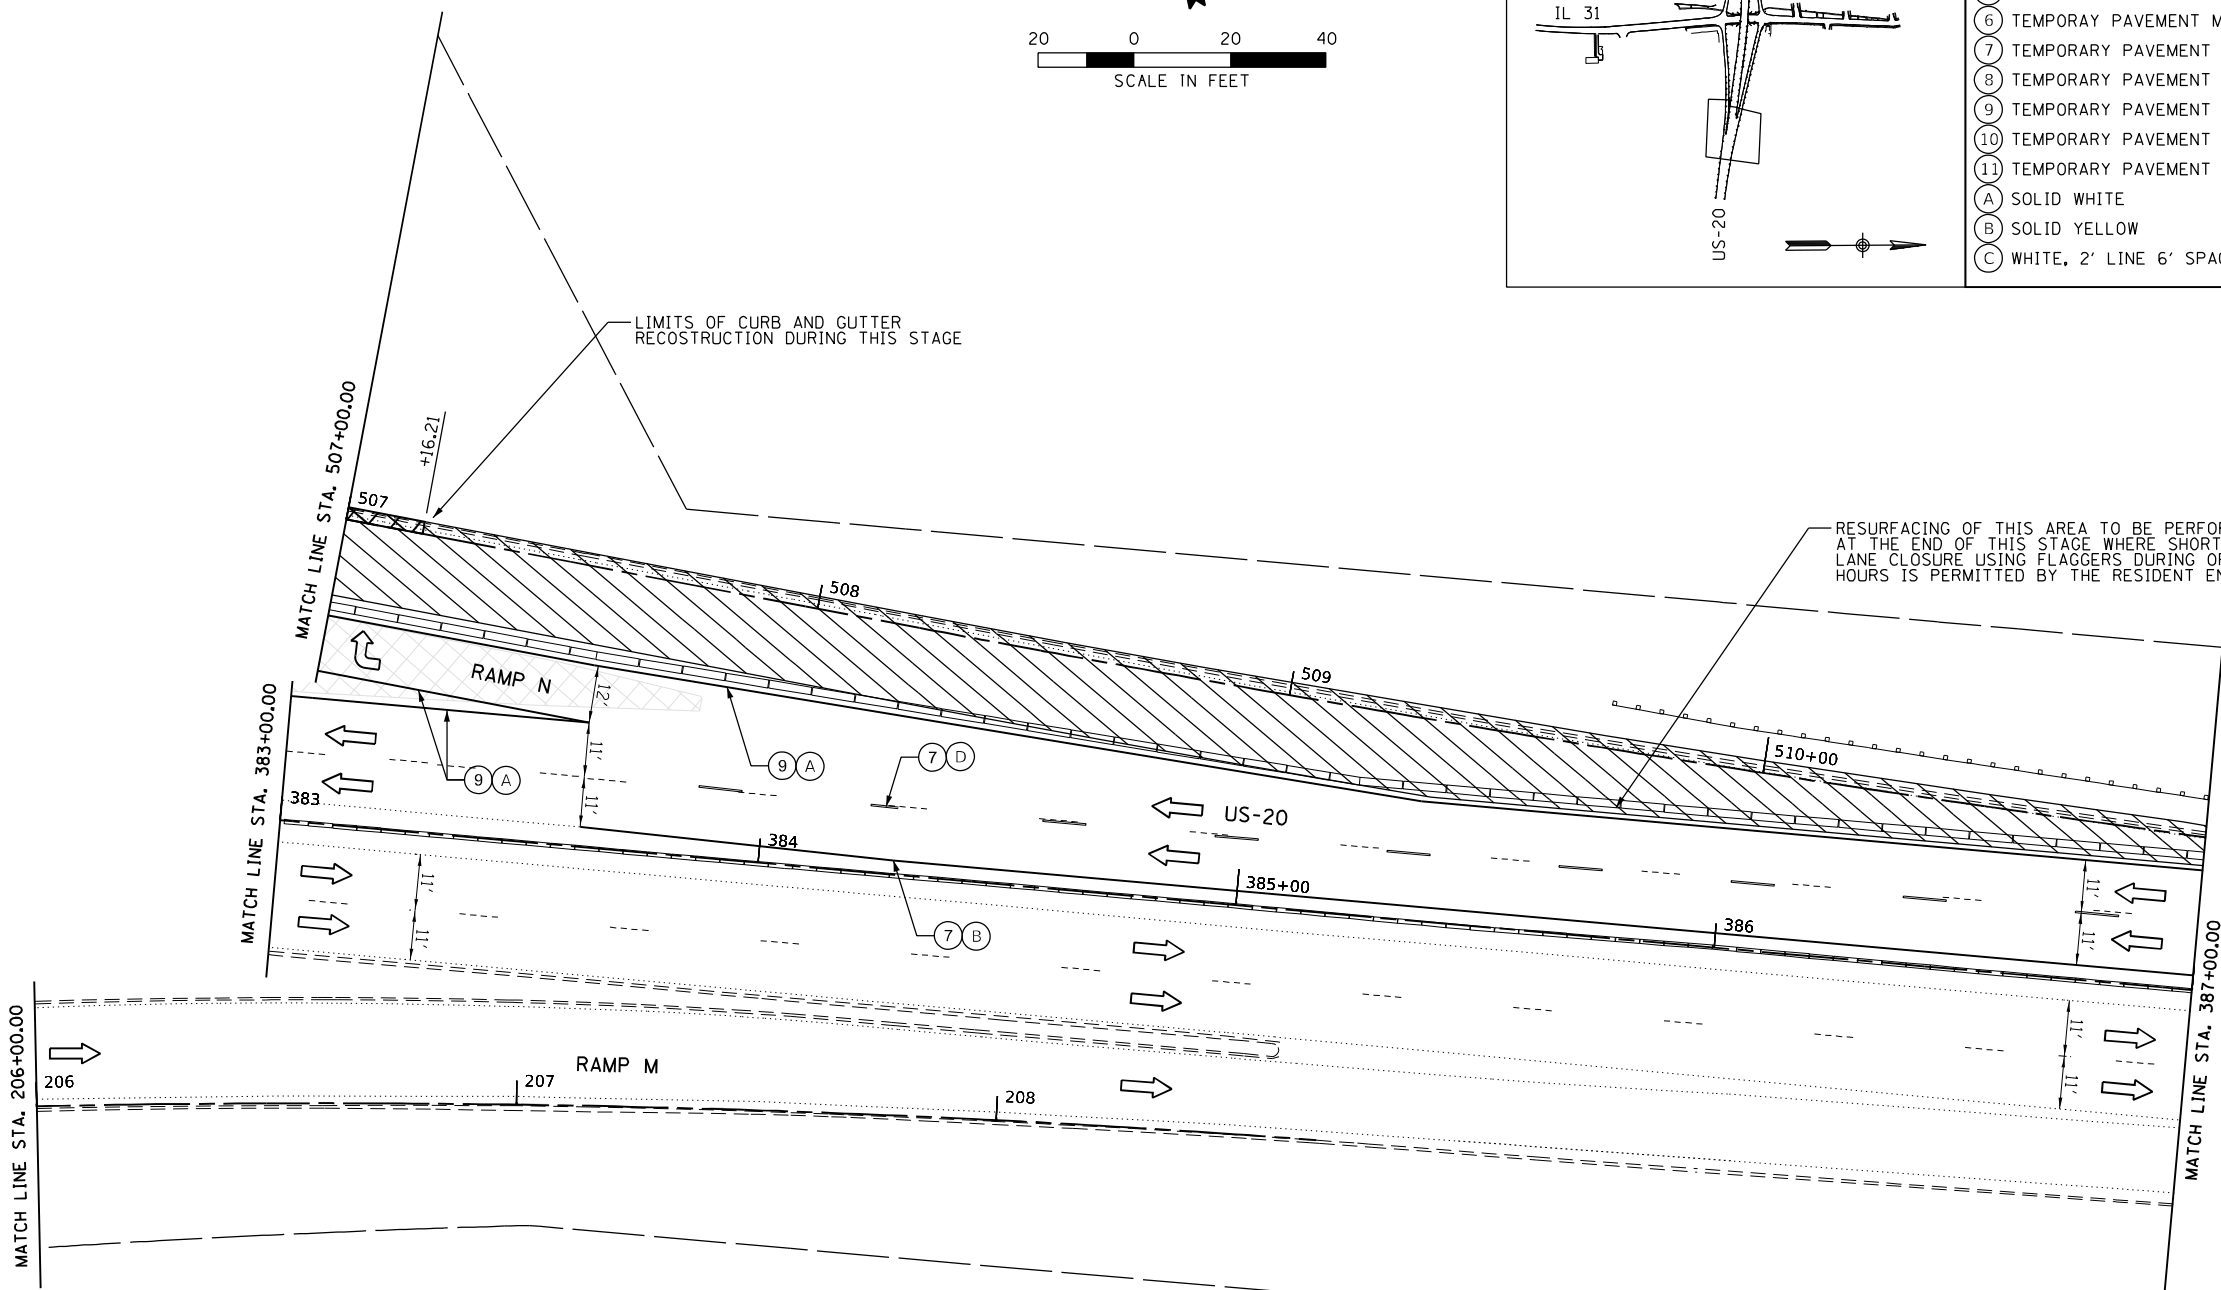 20 0 20 40
SCALE IN FEET
IL 31
US-20
6 TEMPORAY PAVEMENT
7 TEMPORARY PAVEMENT
8 TEMPORARY PAVEMENT
9 TEMPORARY PAVEMENT
10 TEMPORARY PAVEMENT
11 TEMPORARY PAVEMENT
A SOLID WHITE
B SOLID YELLOW
C WHITE, 2' LINE 6'
LIMITS OF CURB AND GUTTER
RECOSTRUCTION DURING THIS STAGE
MATCH LINE STA. 507+00.00
+16.21
507
508
509
510+00
RESURFACING OF THIS AREA TO BE
AT THE END OF THIS STAGE WHERE SHORT
LANE CLOSURE USING FLAGGERS DURING
HOURS IS PERMITTED BY THE RESIDENT
RAMP N
12'
11'
11'
MATCH LINE STA. 383+00.00
9 A
9 A
7 D
US-20
383
384
385+00
386
11'
11'
7 B
11'
11'
MATCH LINE STA. 387+00.00
11'
11'
MATCH LINE STA. 206+00.00
RAMP M
206
207
208